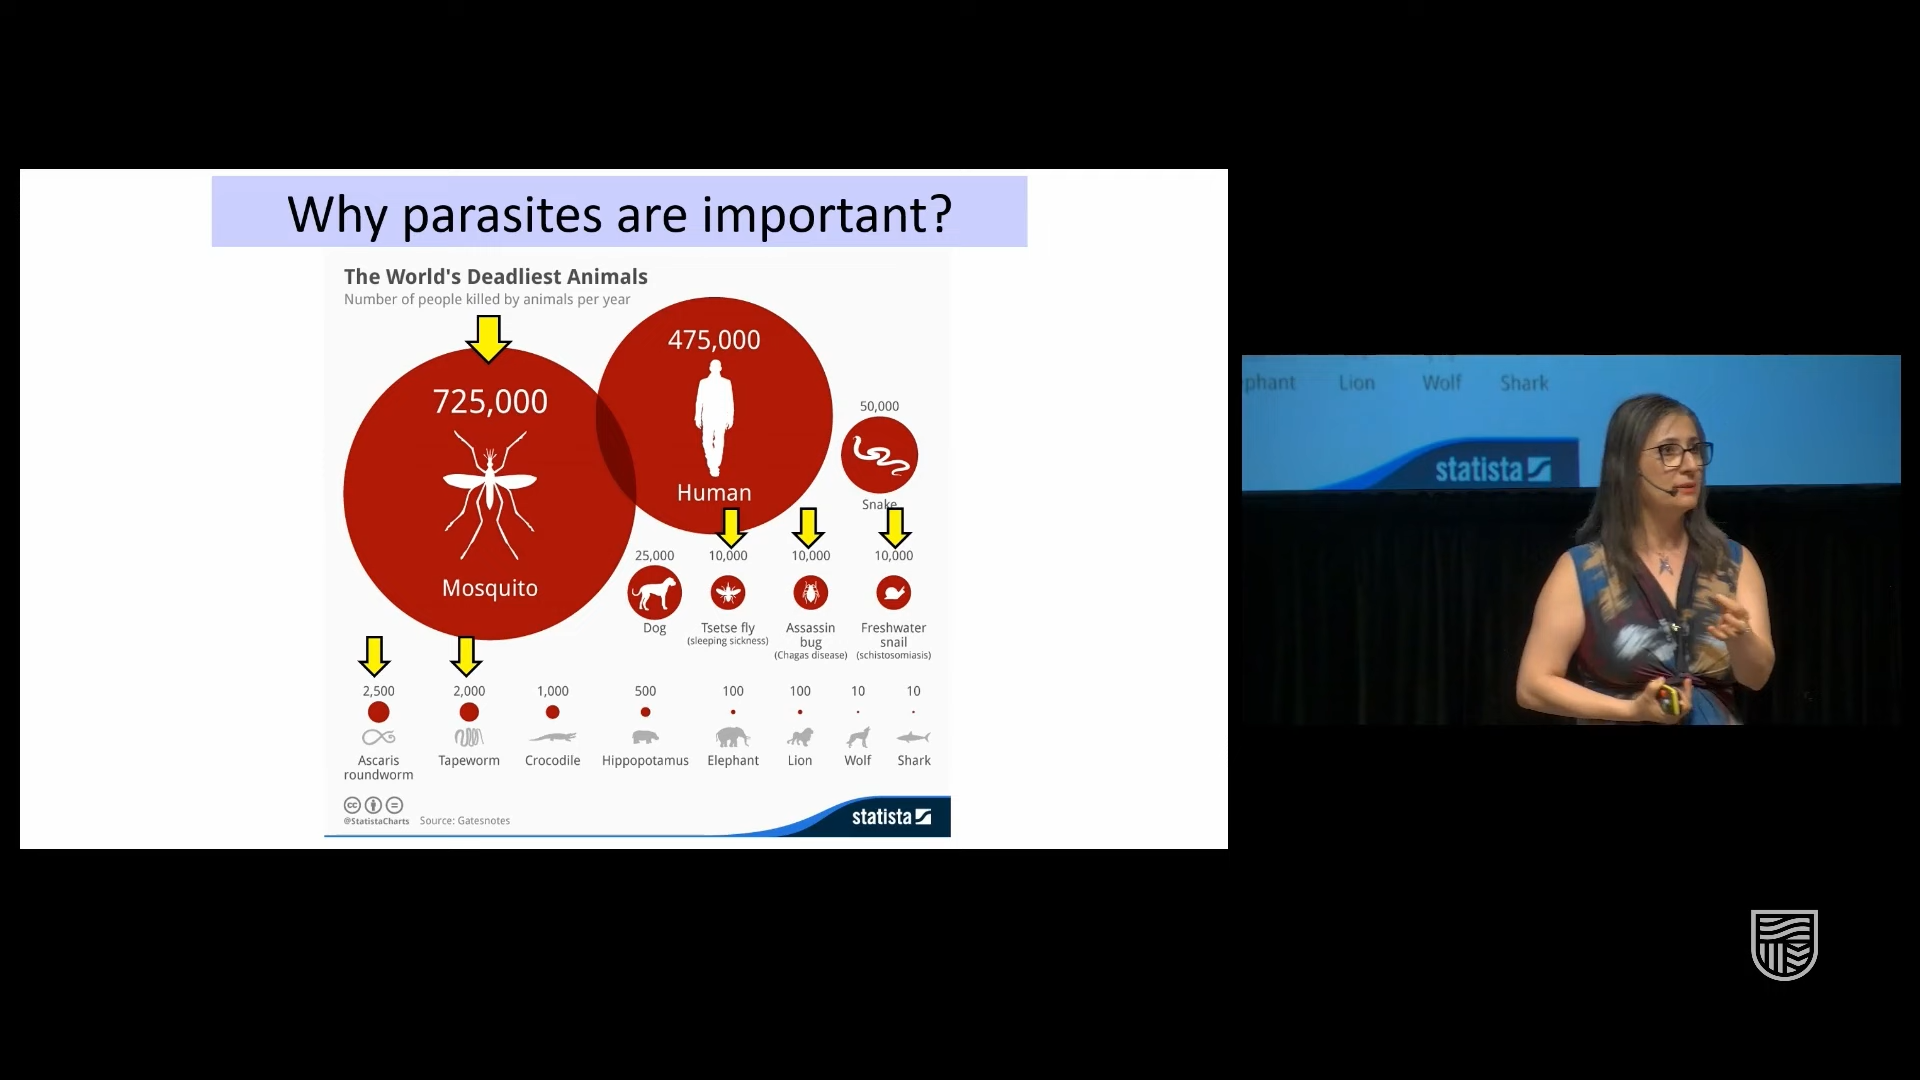 Why parasites are important?
The World's Deadliest Animals
Number of people killed by animals per year
725,000
Mosquito
475,000
Human
50,000
Snake
25,000
Dog
10,000
Tsetse fly
(sleeping sickness)
10,000
Assassin
bug
(Chagas disease)
10,000
Freshwater
snail
(schistosomiasis)
2,500
Ascaris
roundworm
2,000
Tapeworm
1,000
Crocodile
500
Hippopotamus
100
Elephant
100
Lion
10
Wolf
10
Shark
cc
@StatistaCharts
Source: Gatesnotes
statista
phant
Lion
Wolf
Shark
statista